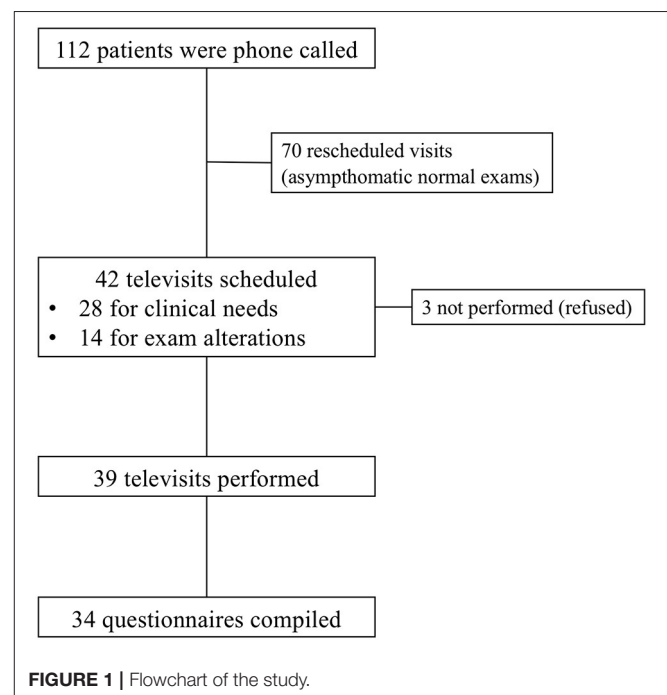 112 patients were phone called
70 rescheduled visits
(asympthomatic normal exams)
42 televisits scheduled
• 28 for clinical needs
• 14 for exam alterations
3 not performed (refused)
39 televisits performed
34 questionnaires compiled
FIGURE 1 | Flowchart of the study.